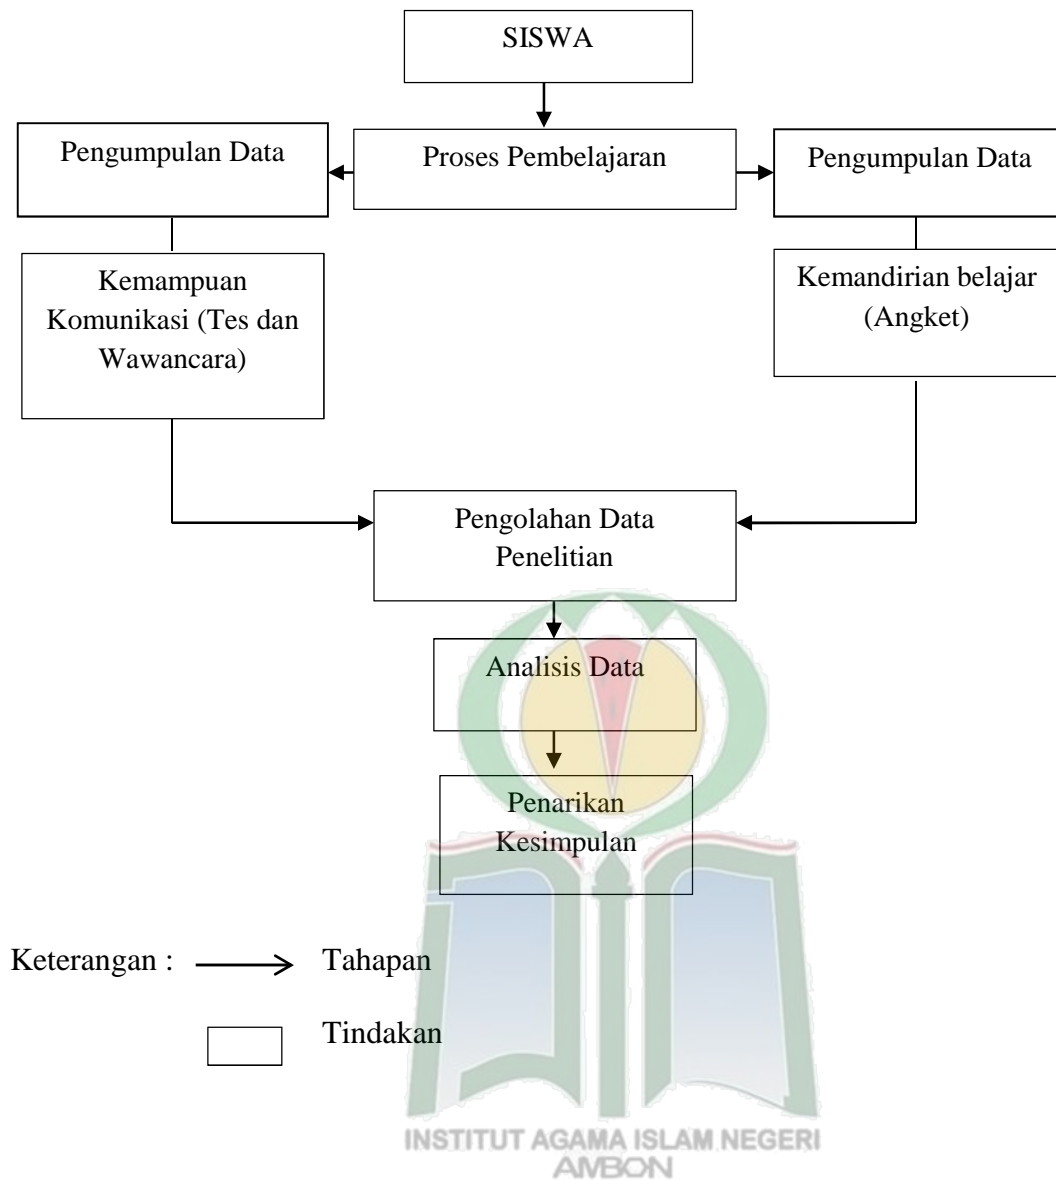 SISWA
Pengumpulan Data
Proses Pembelajaran
Pengumpulan Data
Kemampuan
Komunikasi (Tes dan
Wawancara)
Kemandirian belajar
(Angket)
Pengolahan Data
Penelitian
Analisis Data
Penarikan
Kesimpulan
Keterangan : Tahapan
Tindakan
INSTITUT AGAMA ISLAM NEGERI
AMBON